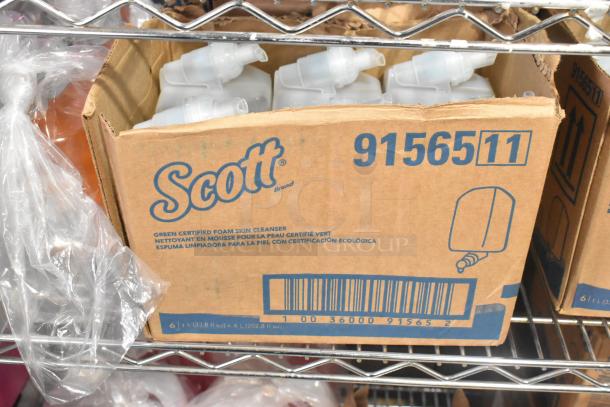 Scott®
Brand
91565 11
GREEN CERTIFIED FOAM SKIN CLEANSER
NETTOYANT EN MOUSSE POUR LA PEAU CERTIFIÉ VERT
ESPUMA LIMPIADORA PARA LA PIEL CON CERTIFICACIÓN ECOLÓGICA
1 00 36000 91565 2
91565